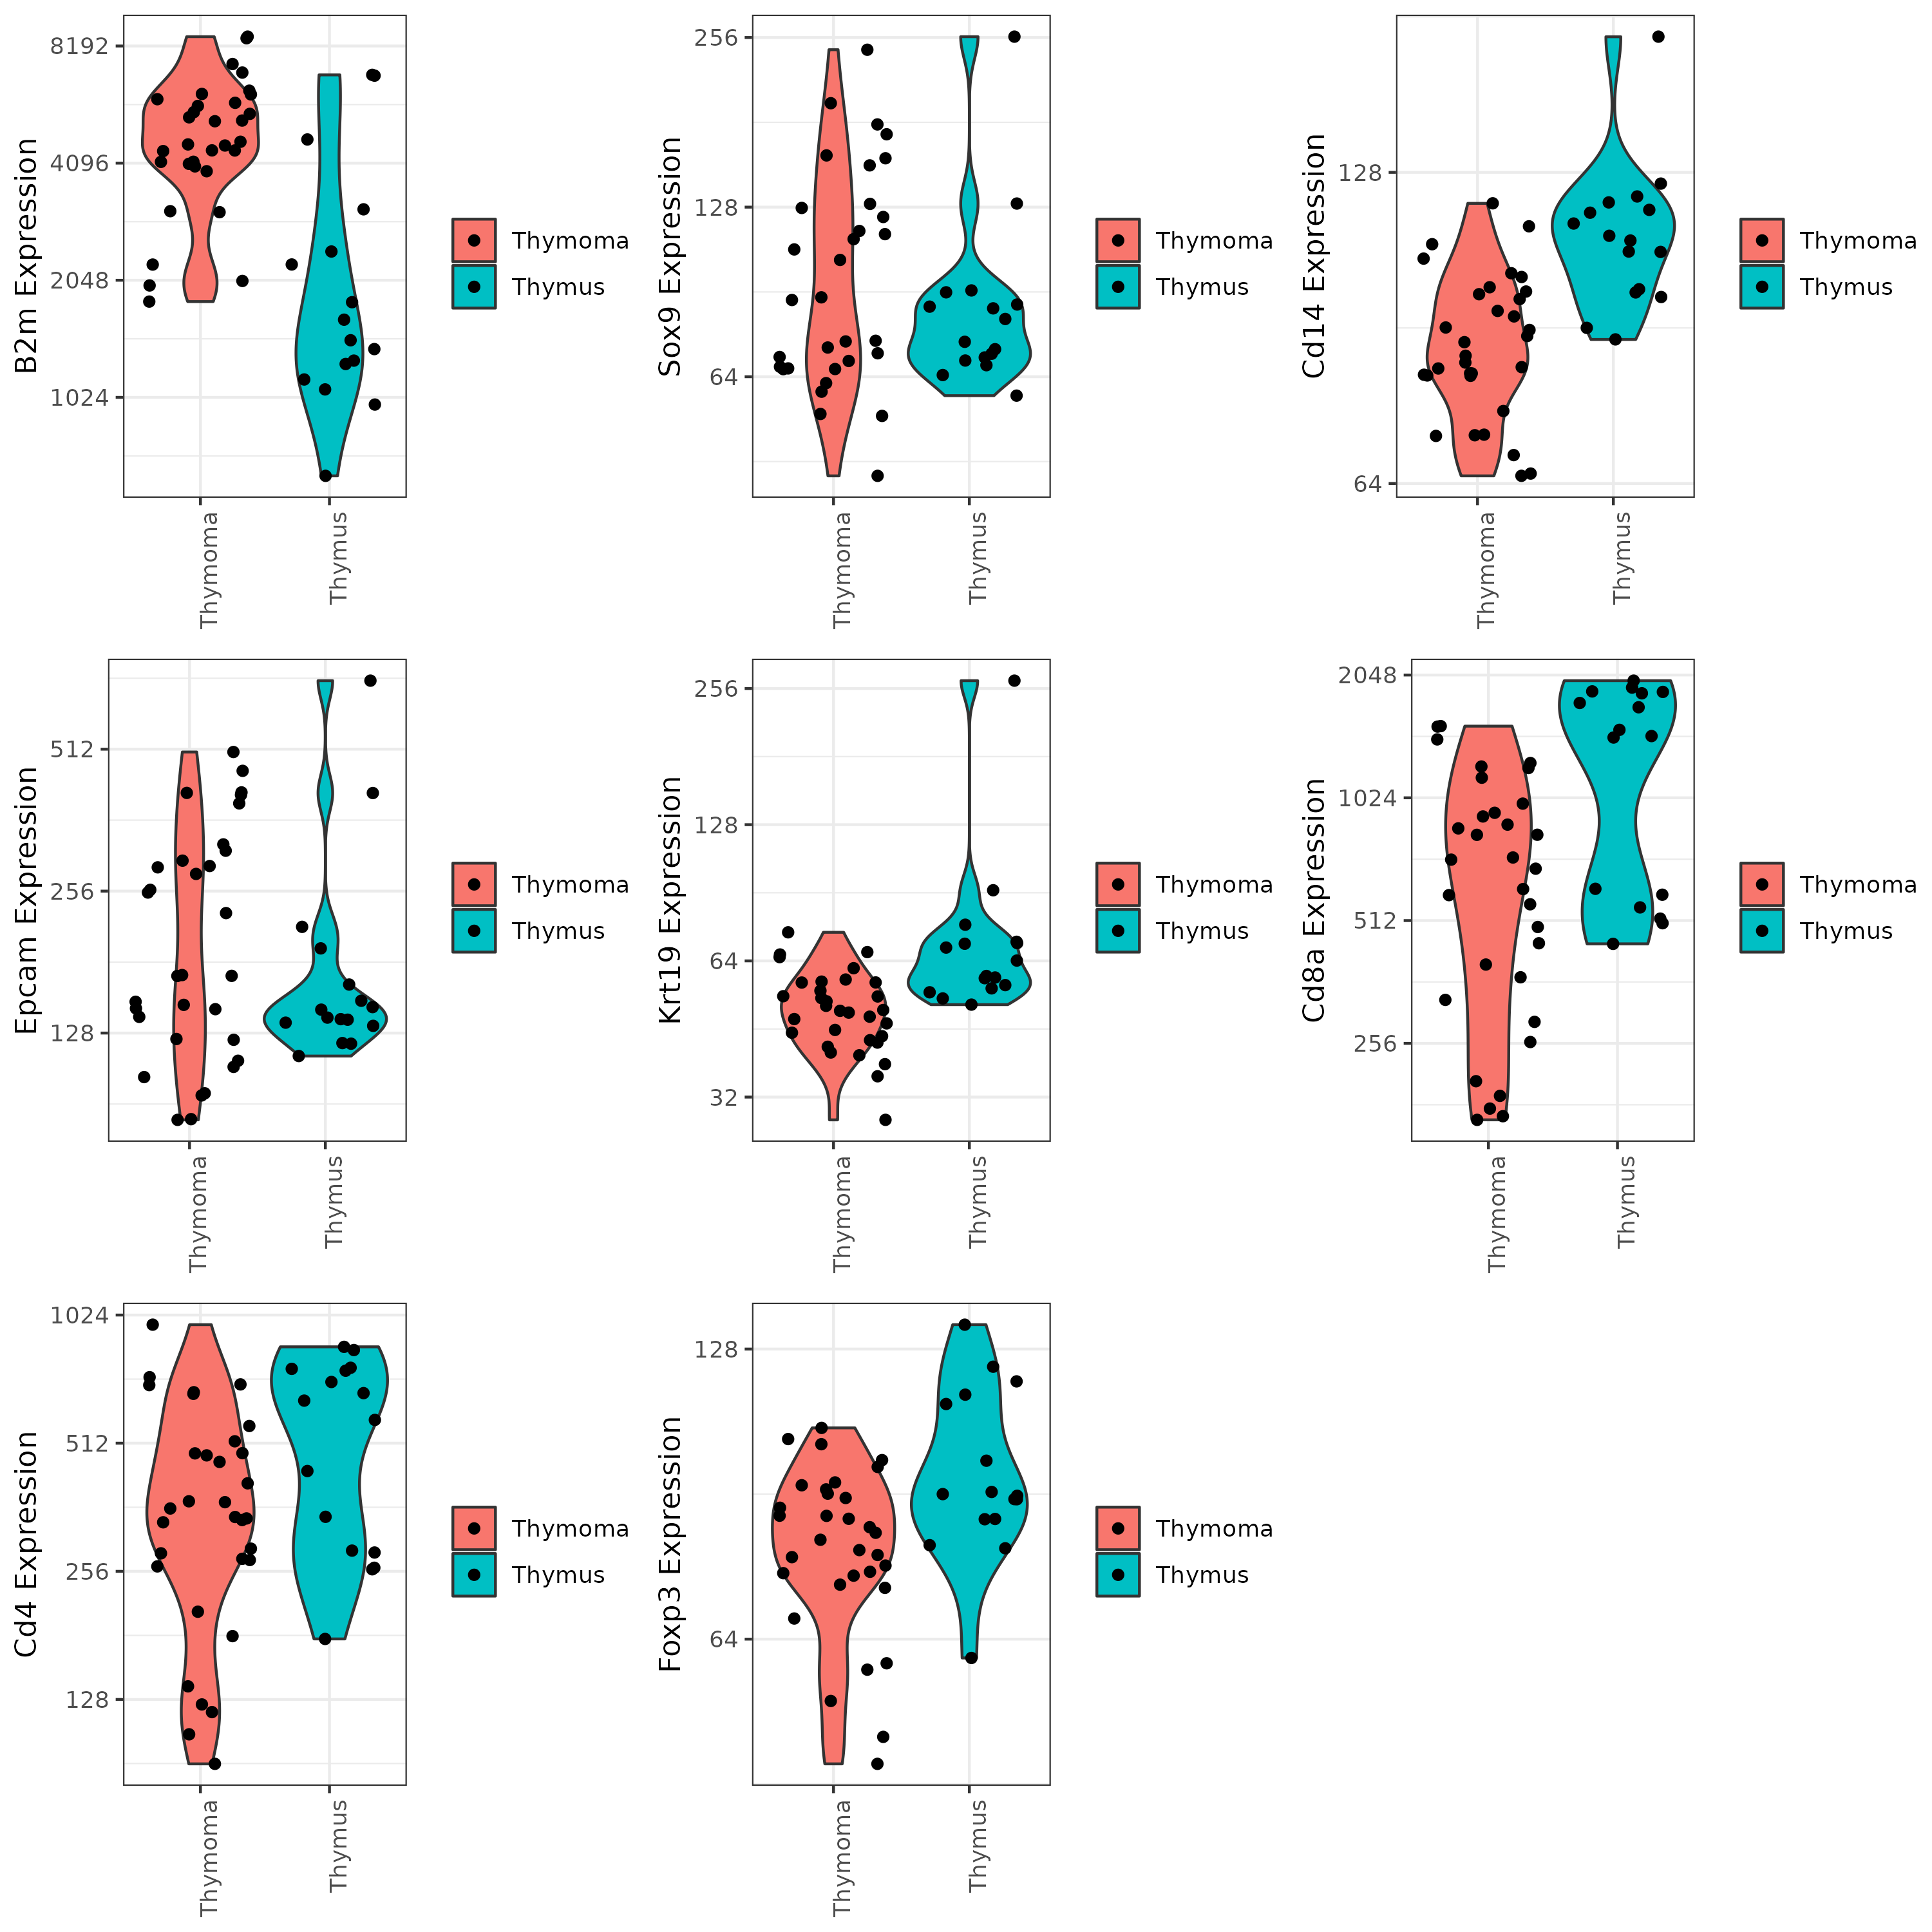 B2m Expression
8192
4096
2048
1024
Thymoma
Thymus
Thymoma
Thymus
Sox9 Expression
256
128
64
Thymoma
Thymus
Thymoma
Thymus
Cd14 Expression
128
64
Thymoma
Thymus
Thymoma
Thymus
Epcam Expression
512
256
128
Thymoma
Thymus
Thymoma
Thymus
Krt19 Expression
256
128
64
32
Thymoma
Thymus
Thymoma
Thymus
Cd8a Expression
2048
1024
512
256
Thymoma
Thymus
Thymoma
Thymus
Cd4 Expression
1024
512
256
128
Thymoma
Thymus
Thymoma
Thymus
Foxp3 Expression
128
64
Thymoma
Thymus
Thymoma
Thymus